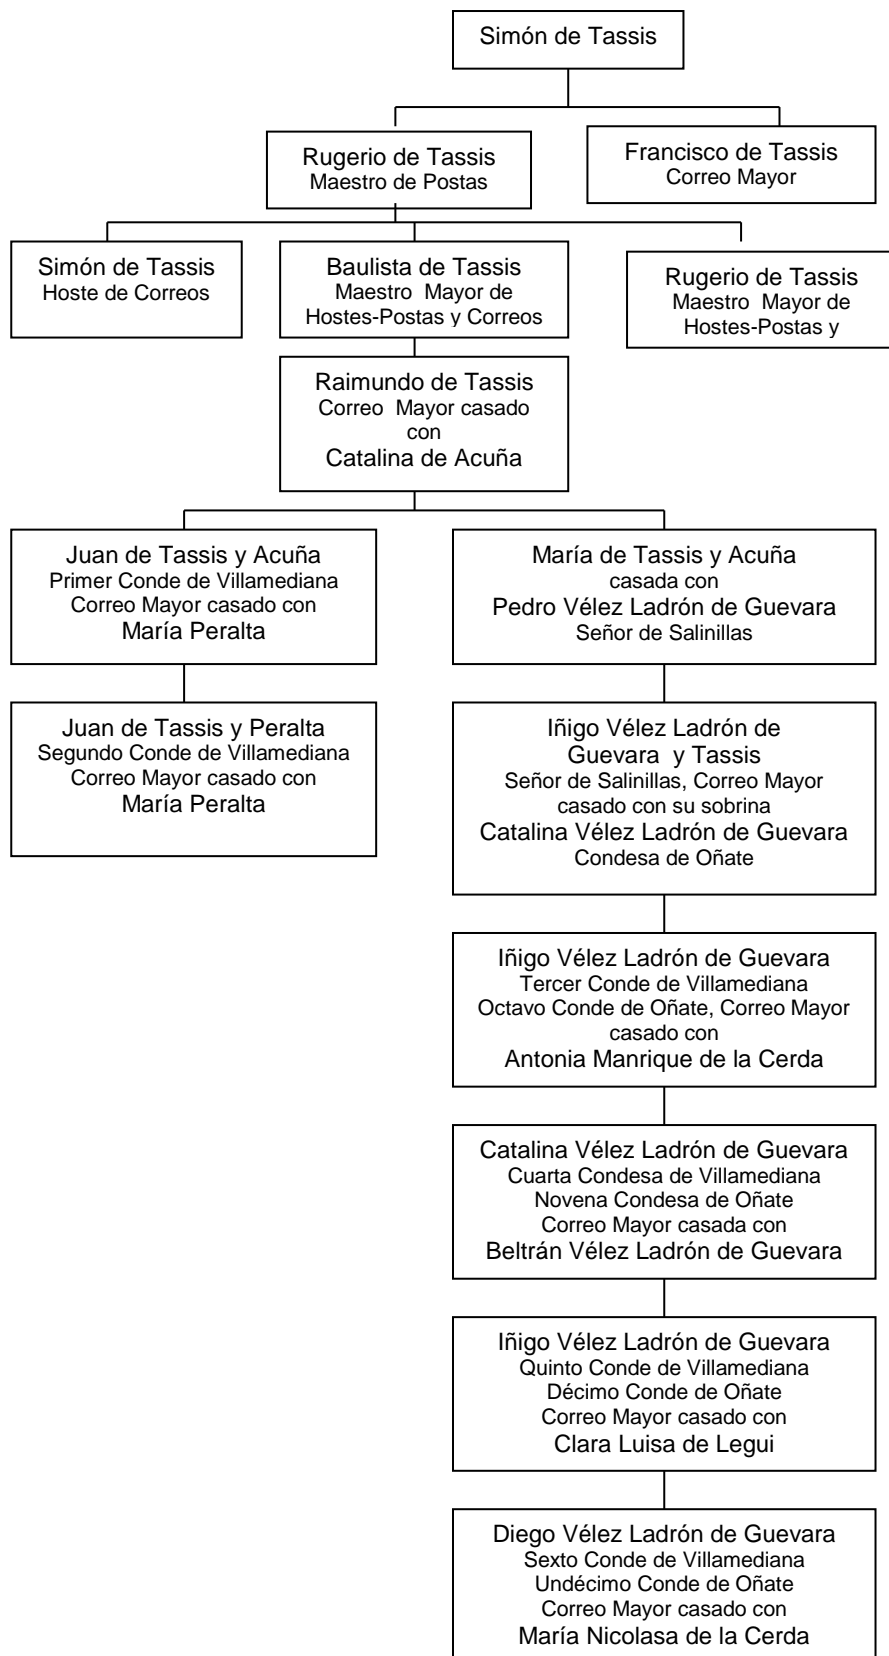 Simón de Tassis
Rugerio de Tassis
Maestro de Postas
Francisco de Tassis
Correo Mayor
Simón de Tassis
Hoste de Correos
Baulista de Tassis
Maestro Mayor de
Hostes-Postas y Correos
Rugerio de Tassis
Maestro Mayor de
Hostes-Postas y
Raimundo de Tassis
Correo Mayor casado
con
Catalina de Acuña
Juan de Tassis y Acuña
Primer Conde de Villamediana
Correo Mayor casado con
María Peralta
María de Tassis y Acuña
casada con
Pedro Vélez Ladrón de Guevara
Señor de Salinillas
Juan de Tassis y Peralta
Segundo Conde de Villamediana
Correo Mayor casado con
María Peralta
Iñigo Vélez Ladrón de
Guevara y Tassis
Señor de Salinillas, Correo Mayor
casado con su sobrina
Catalina Vélez Ladrón de Guevara
Condesa de Oñate
Iñigo Vélez Ladrón de Guevara
Tercer Conde de Villamediana
Octavo Conde de Oñate, Correo Mayor
casado con
Antonia Manrique de la Cerda
Catalina Vélez Ladrón de Guevara
Cuarta Condesa de Villamediana
Novena Condesa de Oñate
Correo Mayor casada con
Beltrán Vélez Ladrón de Guevara
Iñigo Vélez Ladrón de Guevara
Quinto Conde de Villamediana
Décimo Conde de Oñate
Correo Mayor casado con
Clara Luisa de Legui
Diego Vélez Ladrón de Guevara
Sexto Conde de Villamediana
Undécimo Conde de Oñate
Correo Mayor casado con
María Nicolasa de la Cerda